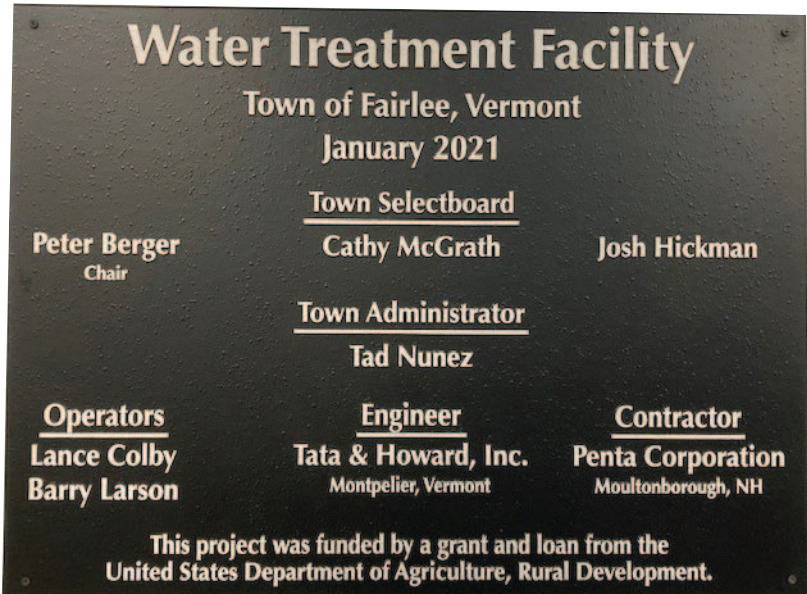 Water Treatment Facility
Town of Fairlee, Vermont
January 2021
Town Selectboard
Peter Berger Cathy McGrath Josh Hickman
Chair
Town Administrator
Tad Nunez
Operators Engineer Contractor
Lance Colby Tata & Howard, Inc. Penta Corporation
Barry Larson Montpelier, Vermont Moultonborough, NH
This project was funded by a grant and loan from the
United States Department of Agriculture, Rural Development.